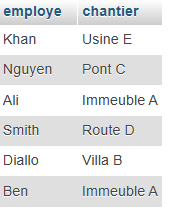 employe chantier
Khan Usine E
Nguyen Pont C
Ali Immeuble A
Smith Route D
Diallo Villa B
Ben Immeuble A